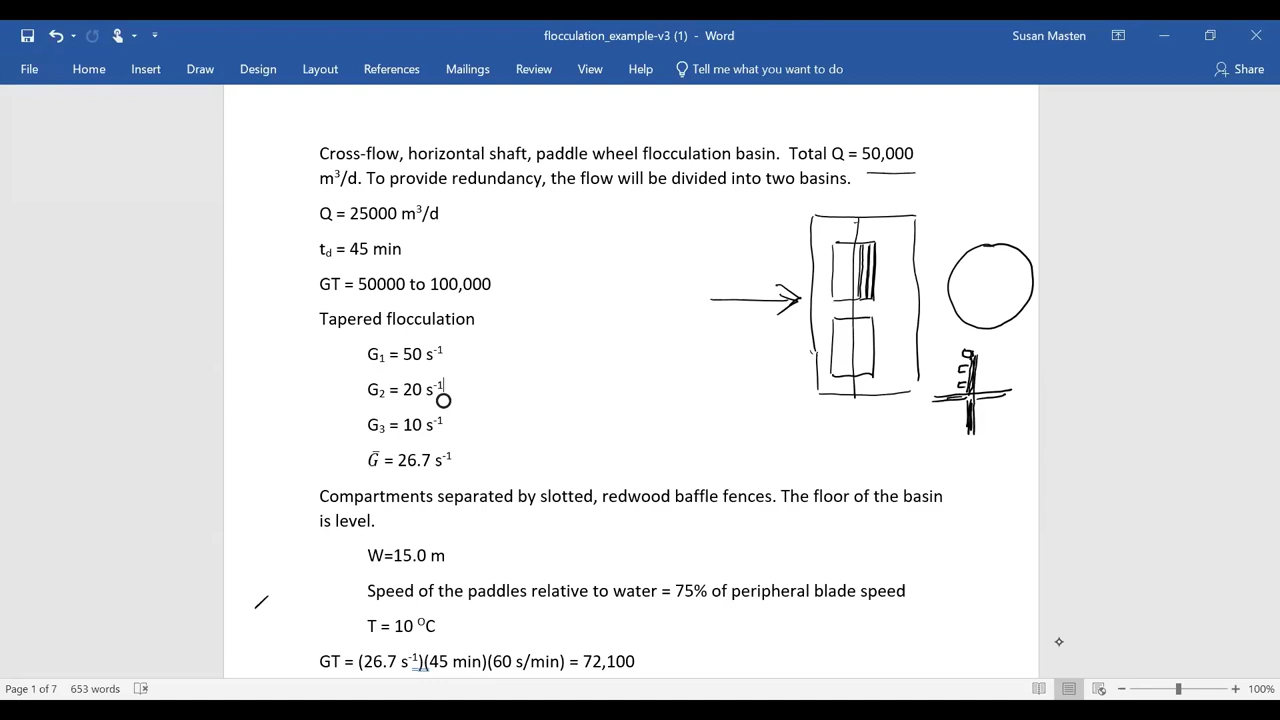 flocculation_example-v3 (1) - Word
Susan Masten
File Home Insert Draw Design Layout References Mailings Review View Help Tell me what you want to do Share
Cross-flow, horizontal shaft, paddle wheel flocculation basin. Total Q = 50,000
m³/d. To provide redundancy, the flow will be divided into two basins.
Q = 25000 m³/d
t_d = 45 min
GT = 50000 to 100,000
Tapered flocculation
G₁ = 50 s⁻¹
G₂ = 20 s⁻¹
G₃ = 10 s⁻¹
G̅ = 26.7 s⁻¹
Compartments separated by slotted, redwood baffle fences. The floor of the basin
is level.
W=15.0 m
Speed of the paddles relative to water = 75% of peripheral blade speed
T = 10 ᴼC
GT = (26.7 s⁻¹)(45 min)(60 s/min) = 72,100
Page 1 of 7 653 words 100%